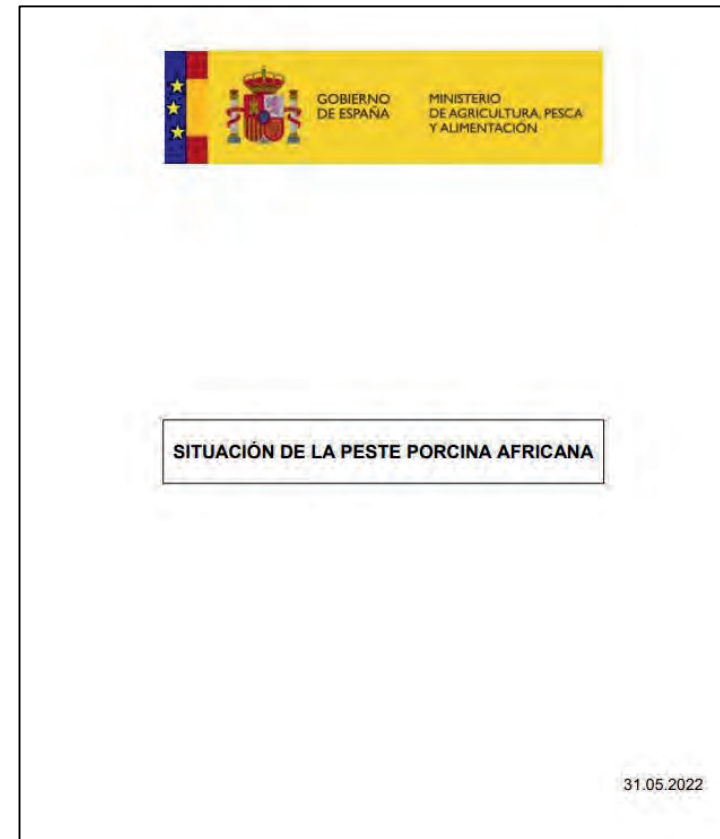 GOBIERNO
DE ESPAÑA
MINISTERIO
DE AGRICULTURA, PESCA
Y ALIMENTACIÓN
SITUACIÓN DE LA PESTE PORCINA AFRICANA
31.05.2022